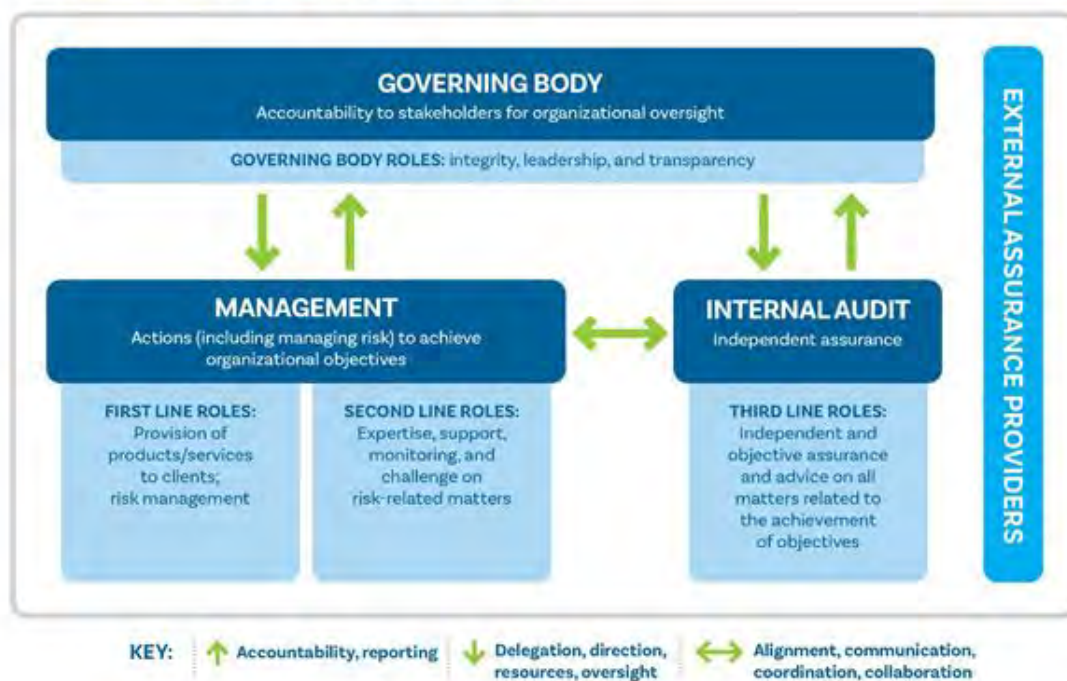 GOVERNING BODY
Accountability to stakeholders for organizational oversight
GOVERNING BODY ROLES: integrity, leadership, and transparency
MANAGEMENT
Actions (including managing risk) to achieve
organizational objectives
INTERNAL AUDIT
Independent assurance
FIRST LINE ROLES:
Provision of
products/services
to clients;
risk management
SECOND LINE ROLES:
Expertise, support,
monitoring, and
challenge on
risk-related matters
THIRD LINE ROLES:
Independent and
objective assurance
and advice on all
matters related to
the achievement
of objectives
EXTERNAL ASSURANCE PROVIDERS
KEY:
Accountability, reporting
Delegation, direction,
resources, oversight
Alignment, communication,
coordination, collaboration